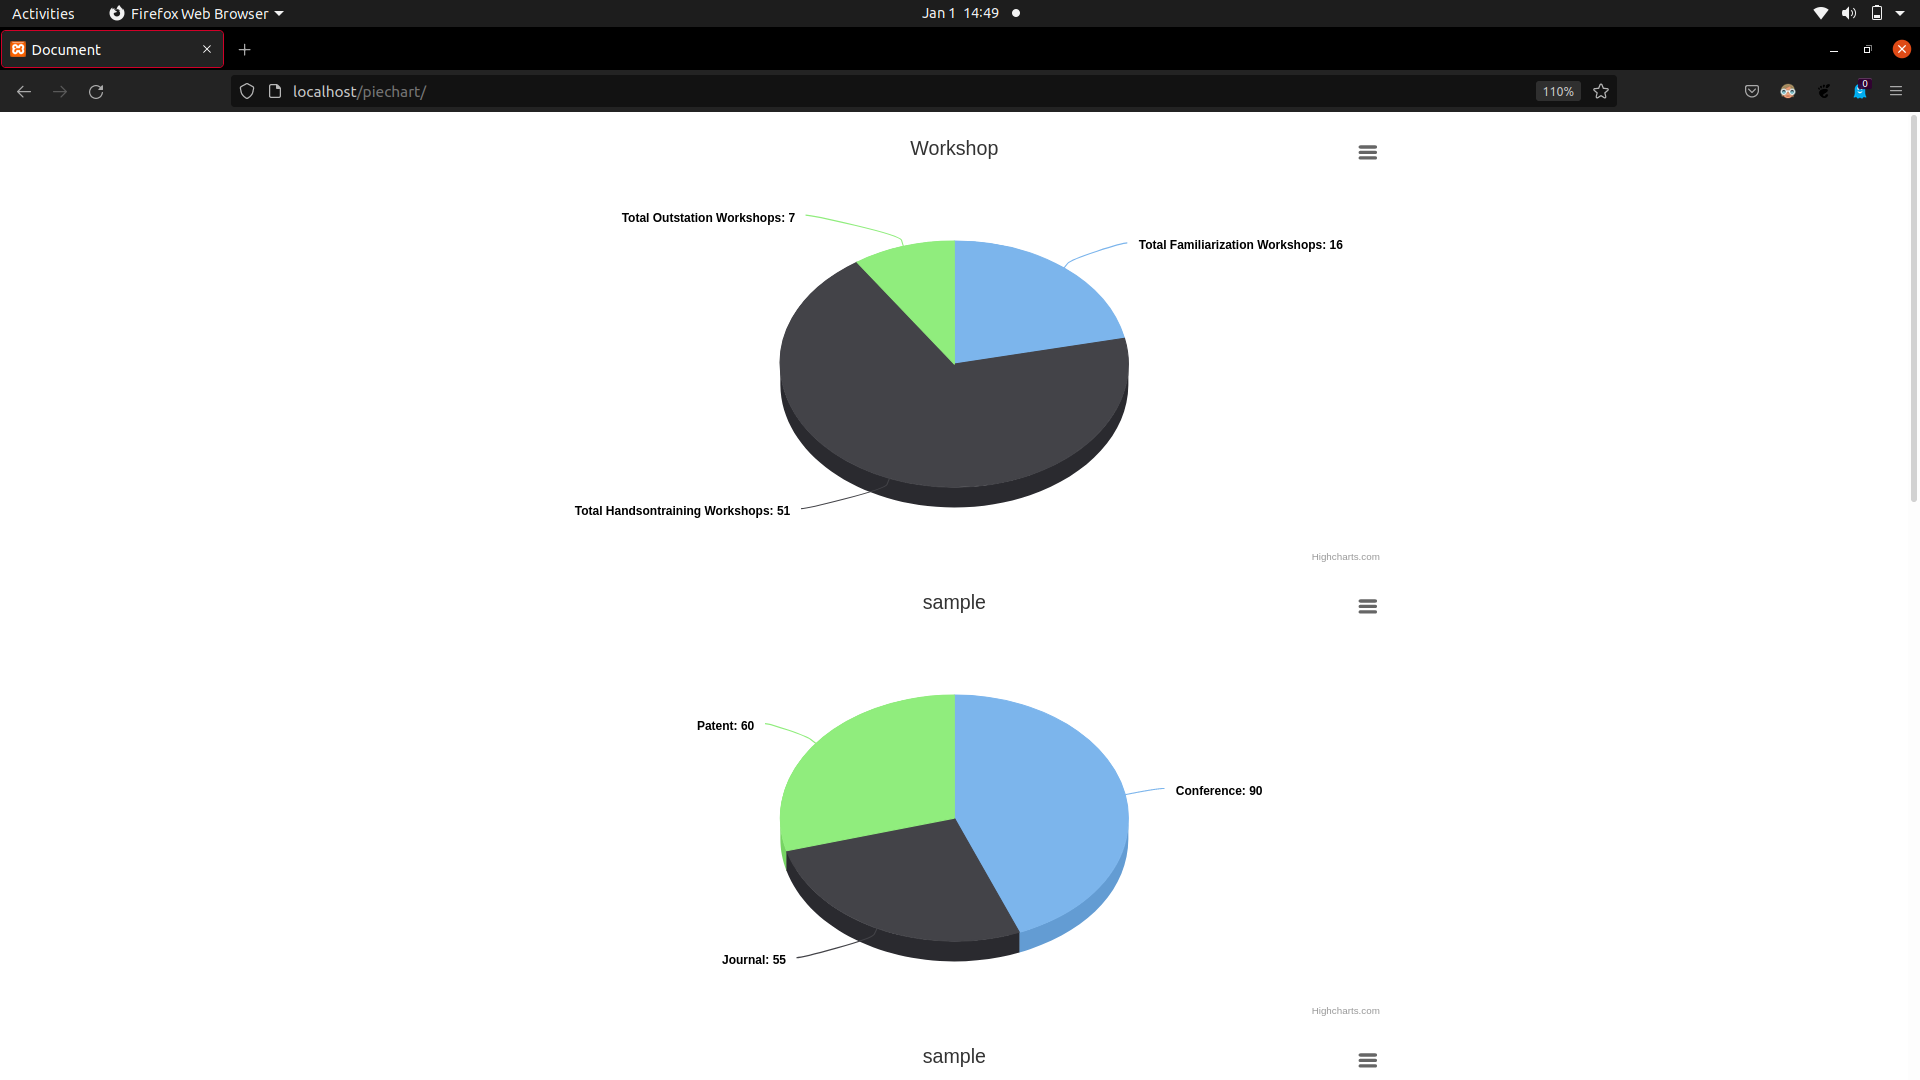 Activities
Firefox Web Browser
Jan 1 14:49
Document
localhost/piechart/
110%
0
Workshop
Total Outstation Workshops: 7
Total Familiarization Workshops: 16
Total Handsontraining Workshops: 51
Highcharts.com
sample
Patent: 60
Conference: 90
Journal: 55
Highcharts.com
sample